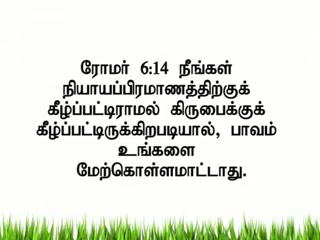 ரோமர் 6:14 நீங்கள்
நியாயப்பிரமாணத்திற்குக்
கீழ்ப்பட்டிராமல் கிருபைக்குக்
கீழ்ப்பட்டிருக்கிறபடியால், பாவம்
உங்களை
மேற்கொள்ளமாட்டாது.